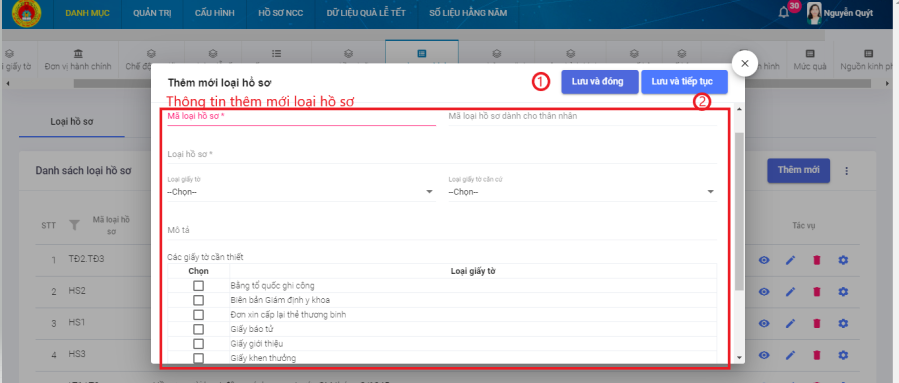 DANH MỤC QUẢN TRỊ CẤU HÌNH HỒ SƠ NCC DỮ LIỆU QUÀ LỄ TẾT SỐ LIỆU HÀNG NĂM 30 Nguyễn Quýt
giấy tờ Đơn vị hành chính Chế độ hình Mức quà Nguồn kinh ph
Thêm mới loại hồ sơ 1 Lưu và đóng Lưu và tiếp tục
Thông tin thêm mới loại hồ sơ 2
Mã loại hồ sơ * Mã loại hồ sơ dành cho thân nhân
Loại hồ sơ
Loại hồ sơ *
Danh sách loại hồ sơ Thêm mới
Loại giấy tờ Loại giấy tờ căn cứ
--Chọn-- --Chọn--
STT Mã loại hồ sơ Tác vụ
Mô tả
Các giấy tờ cần thiết
Chọn Loại giấy tờ
1 TĐ2.TĐ3
Bằng tổ quốc ghi công
2 HS2
Biên bản Giám định y khoa
Đơn xin cấp lại thẻ thương binh
3 HS1
Giấy báo tử
Giấy giới thiệu
4 HS3
Giấy khen thưởng